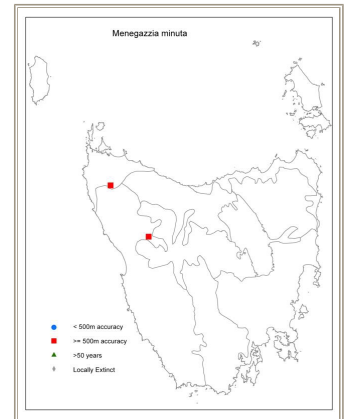 Menegazzia minuta
< 500m accuracy
>= 500m accuracy
>50 years
Locally Extinct